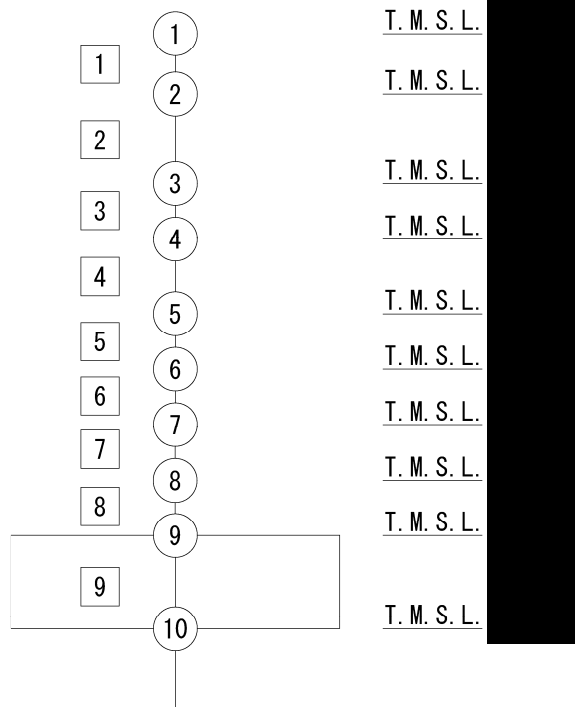 1 T. M. S. L.
1
2 T. M. S. L.
2
3 T. M. S. L.
3
4 T. M. S. L.
4
5 T. M. S. L.
5
6 T. M. S. L.
6
7 T. M. S. L.
7
8 T. M. S. L.
8
9 T. M. S. L.
9
10 T. M. S. L.